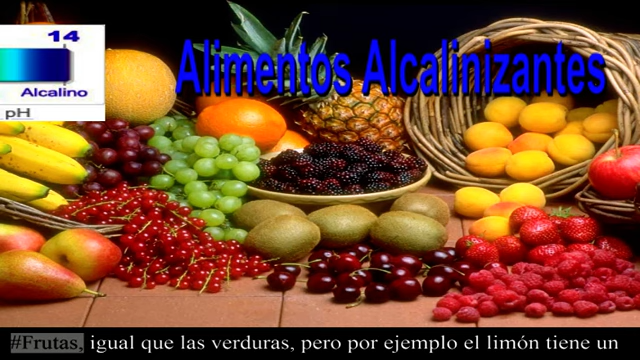 14
Alimentos Alcalinizantes
Alcalino
pH
#Frutas, igual que las verduras, pero por ejemplo el limón tiene un